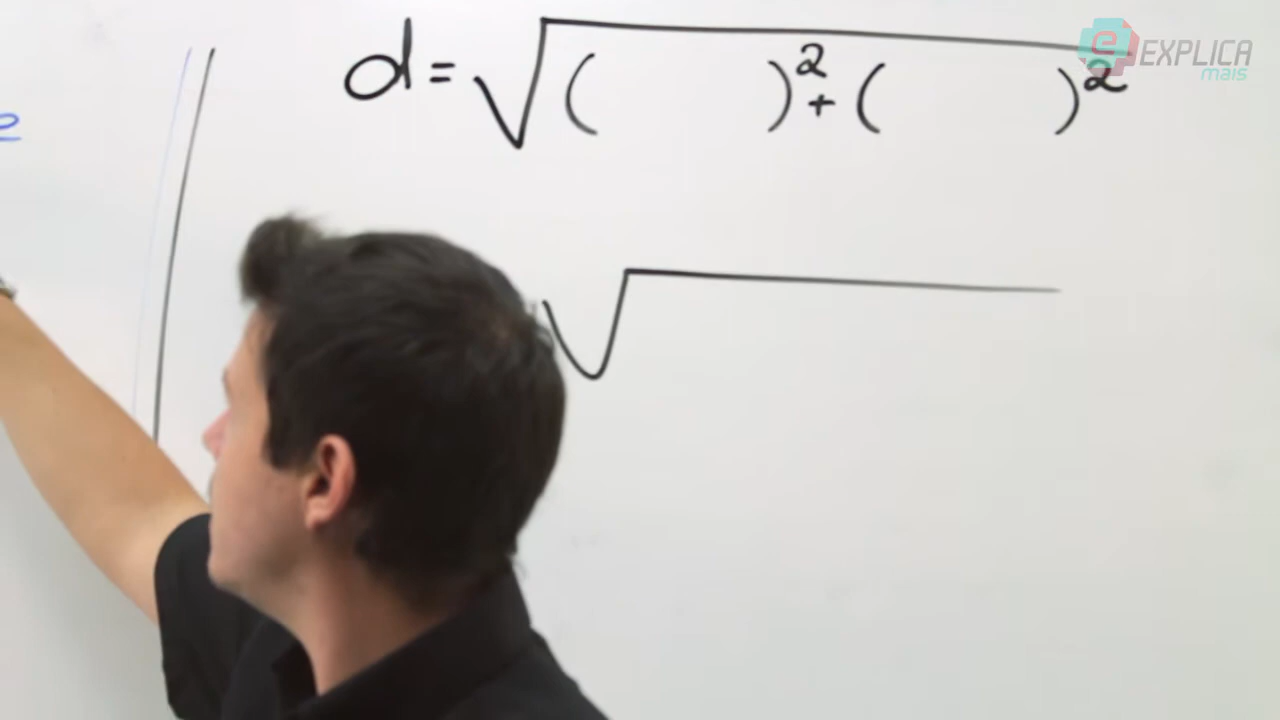 d = √( )² + ( )²
e EXPLICA
mais
e
√